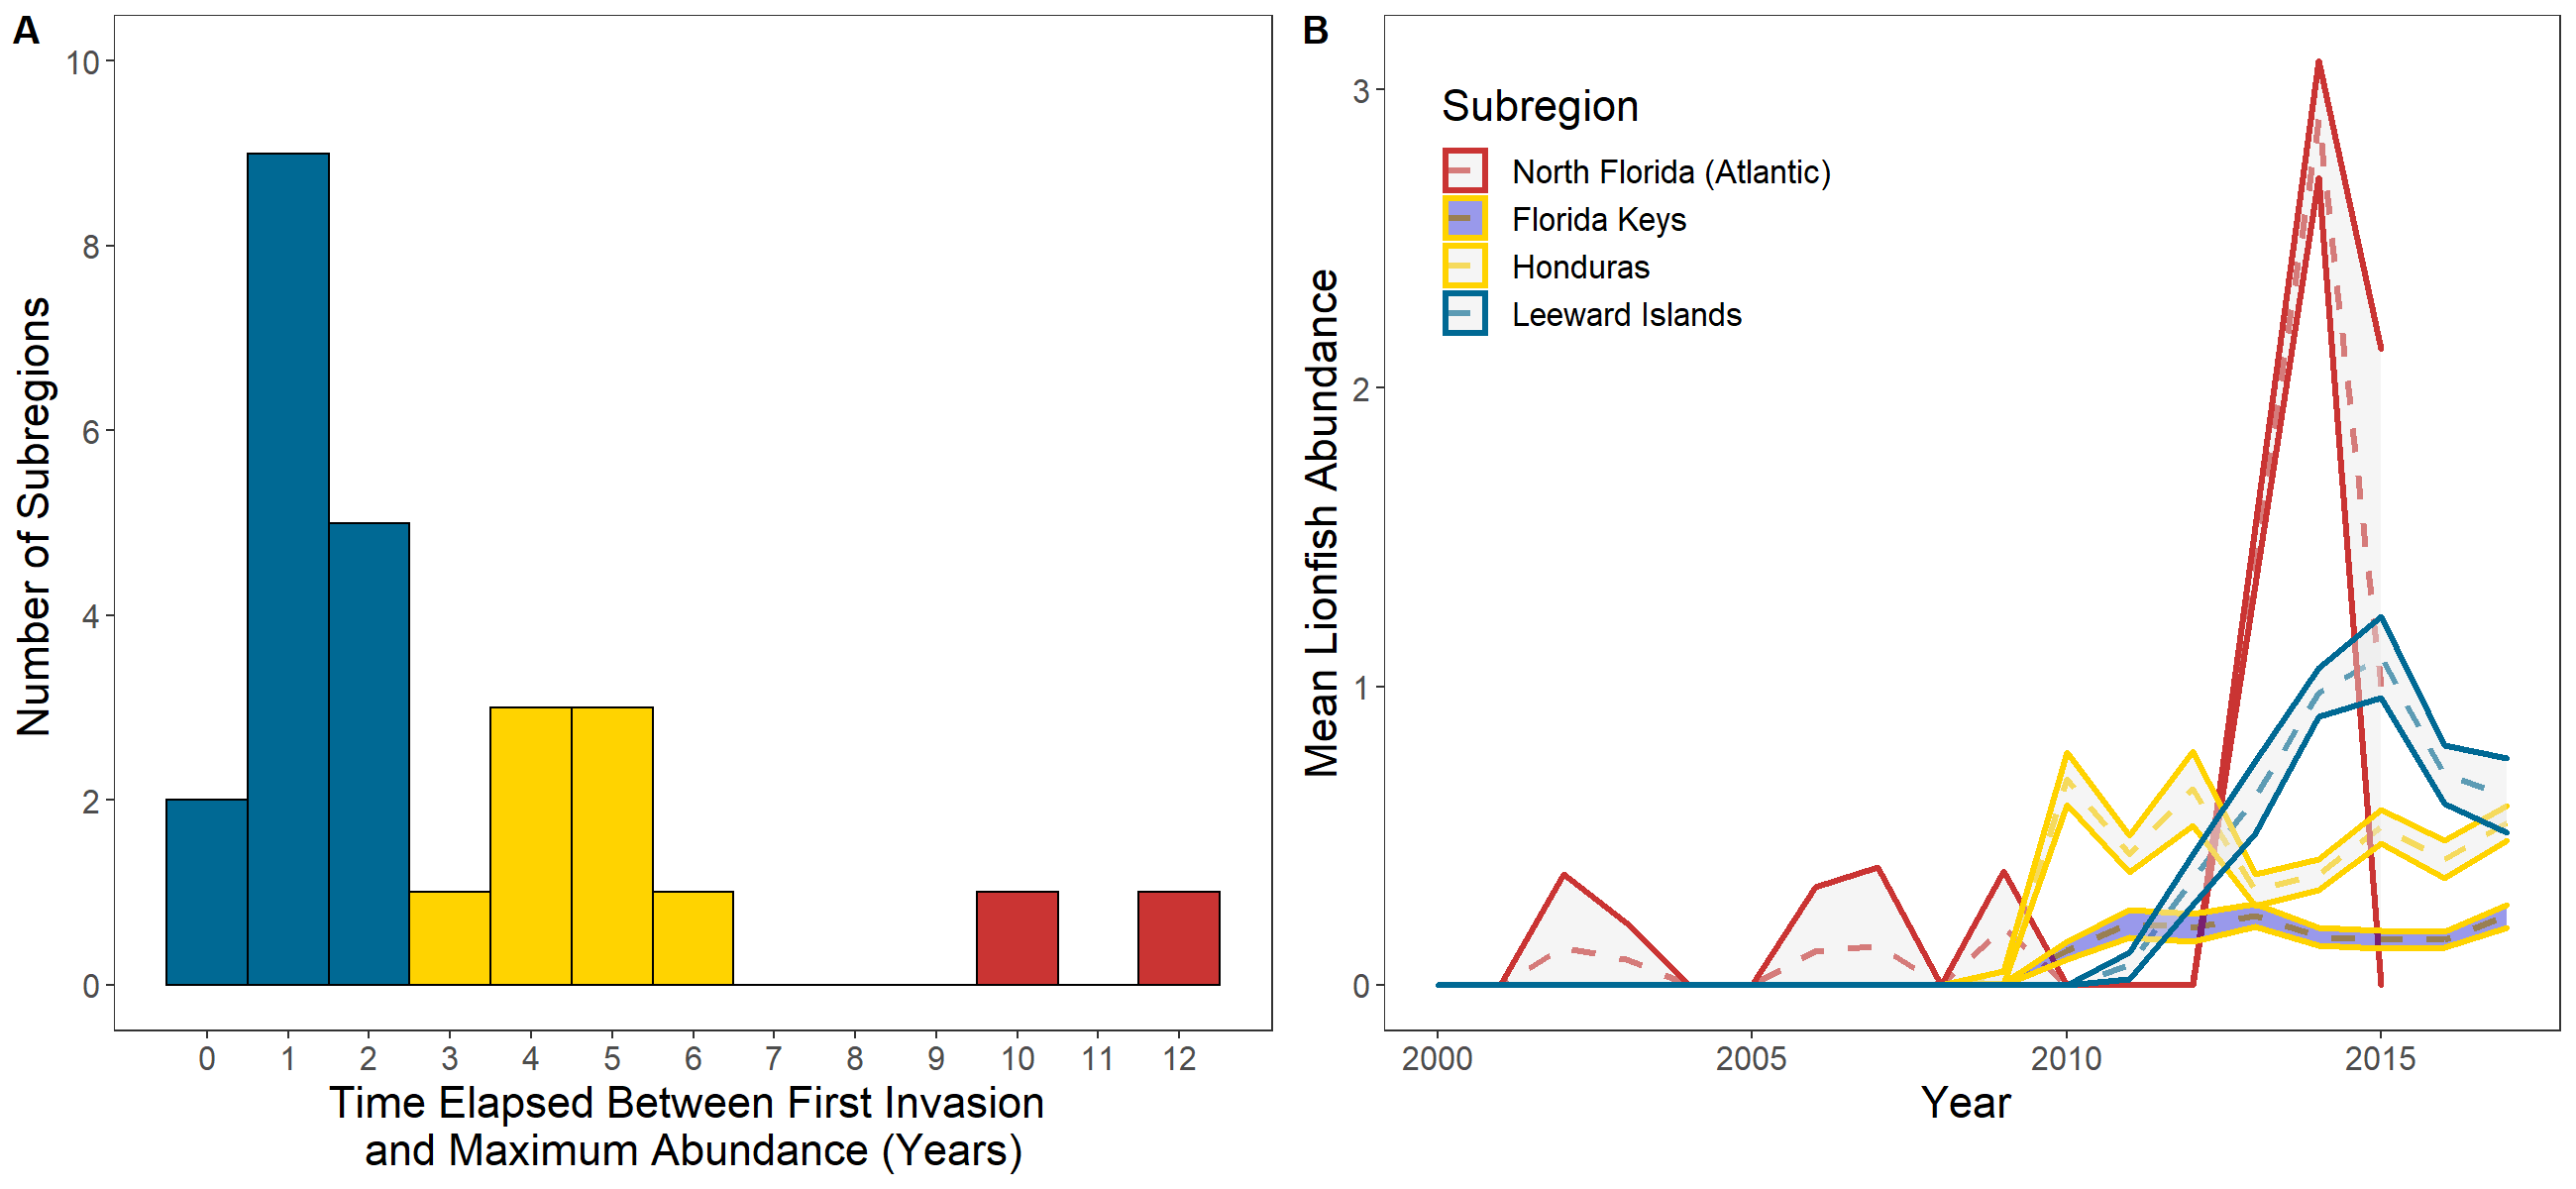 A
10
8
6
4
2
0
Number of Subregions
0 1 2 3 4 5 6 7 8 9 10 11 12
Time Elapsed Between First Invasion
and Maximum Abundance (Years)
B
3
2
1
0
Mean Lionfish Abundance
Subregion
North Florida (Atlantic)
Florida Keys
Honduras
Leeward Islands
2000 2005 2010 2015
Year